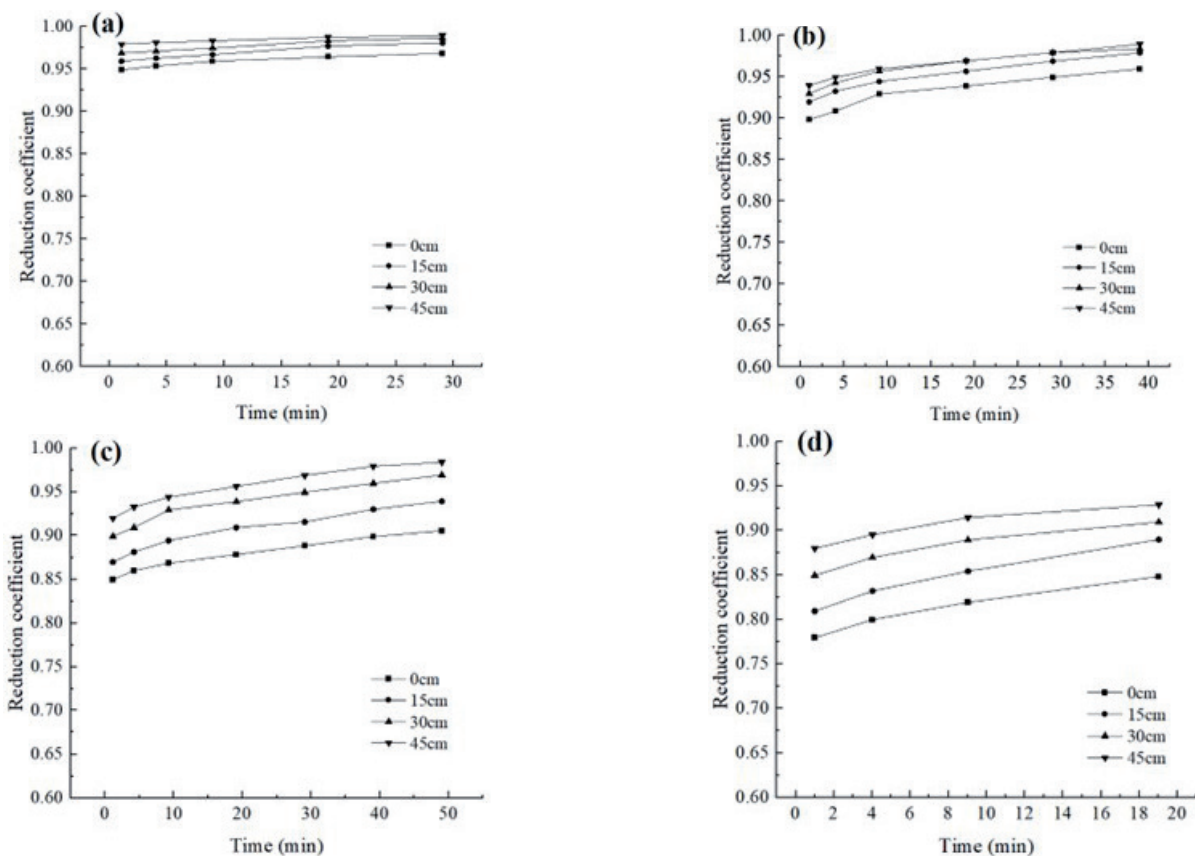 (a)
1.00
0.95
0.90
0.85
0.80
0.75
0.70
0.65
0.60
Reduction coefficient
0cm
15cm
30cm
45cm
0 5 10 15 20 25 30
Time (min)
(b)
1.00
0.95
0.90
0.85
0.80
0.75
0.70
0.65
0.60
Reduction coefficient
0cm
15cm
30cm
45cm
0 5 10 15 20 25 30 35 40
Time (min)
(c)
1.00
0.95
0.90
0.85
0.80
0.75
0.70
0.65
0.60
Reduction coefficient
0cm
15cm
30cm
45cm
0 10 20 30 40 50
Time (min)
(d)
1.00
0.95
0.90
0.85
0.80
0.75
0.70
0.65
0.60
Reduction coefficient
0cm
15cm
30cm
45cm
0 2 4 6 8 10 12 14 16 18 20
Time (min)